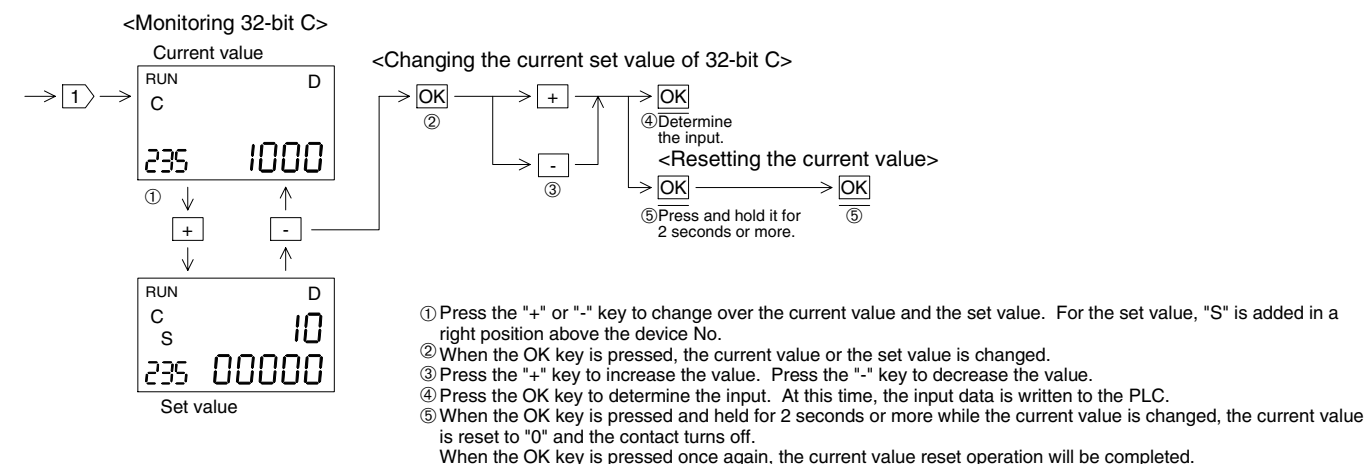 <Monitoring 32-bit C>
Current value
1
RUN D
C
235 1000
①
+ -
RUN D
C 10
S
235 00000
Set value
<Changing the current set value of 32-bit C>
OK + OK
②
④Determine
the input.
-
③
<Resetting the current value>
OK OK
⑤Press and hold it for
2 seconds or more.
⑤
①Press the "+" or "-" key to change over the current value and the set value. For the set value, "S" is added in a
right position above the device No.
②When the OK key is pressed, the current value or the set value is changed.
③Press the "+" key to increase the value. Press the "-" key to decrease the value.
④Press the OK key to determine the input. At this time, the input data is written to the PLC.
⑤When the OK key is pressed and held for 2 seconds or more while the current value is changed, the current value
is reset to "0" and the contact turns off.
When the OK key is pressed once again, the current value reset operation will be completed.